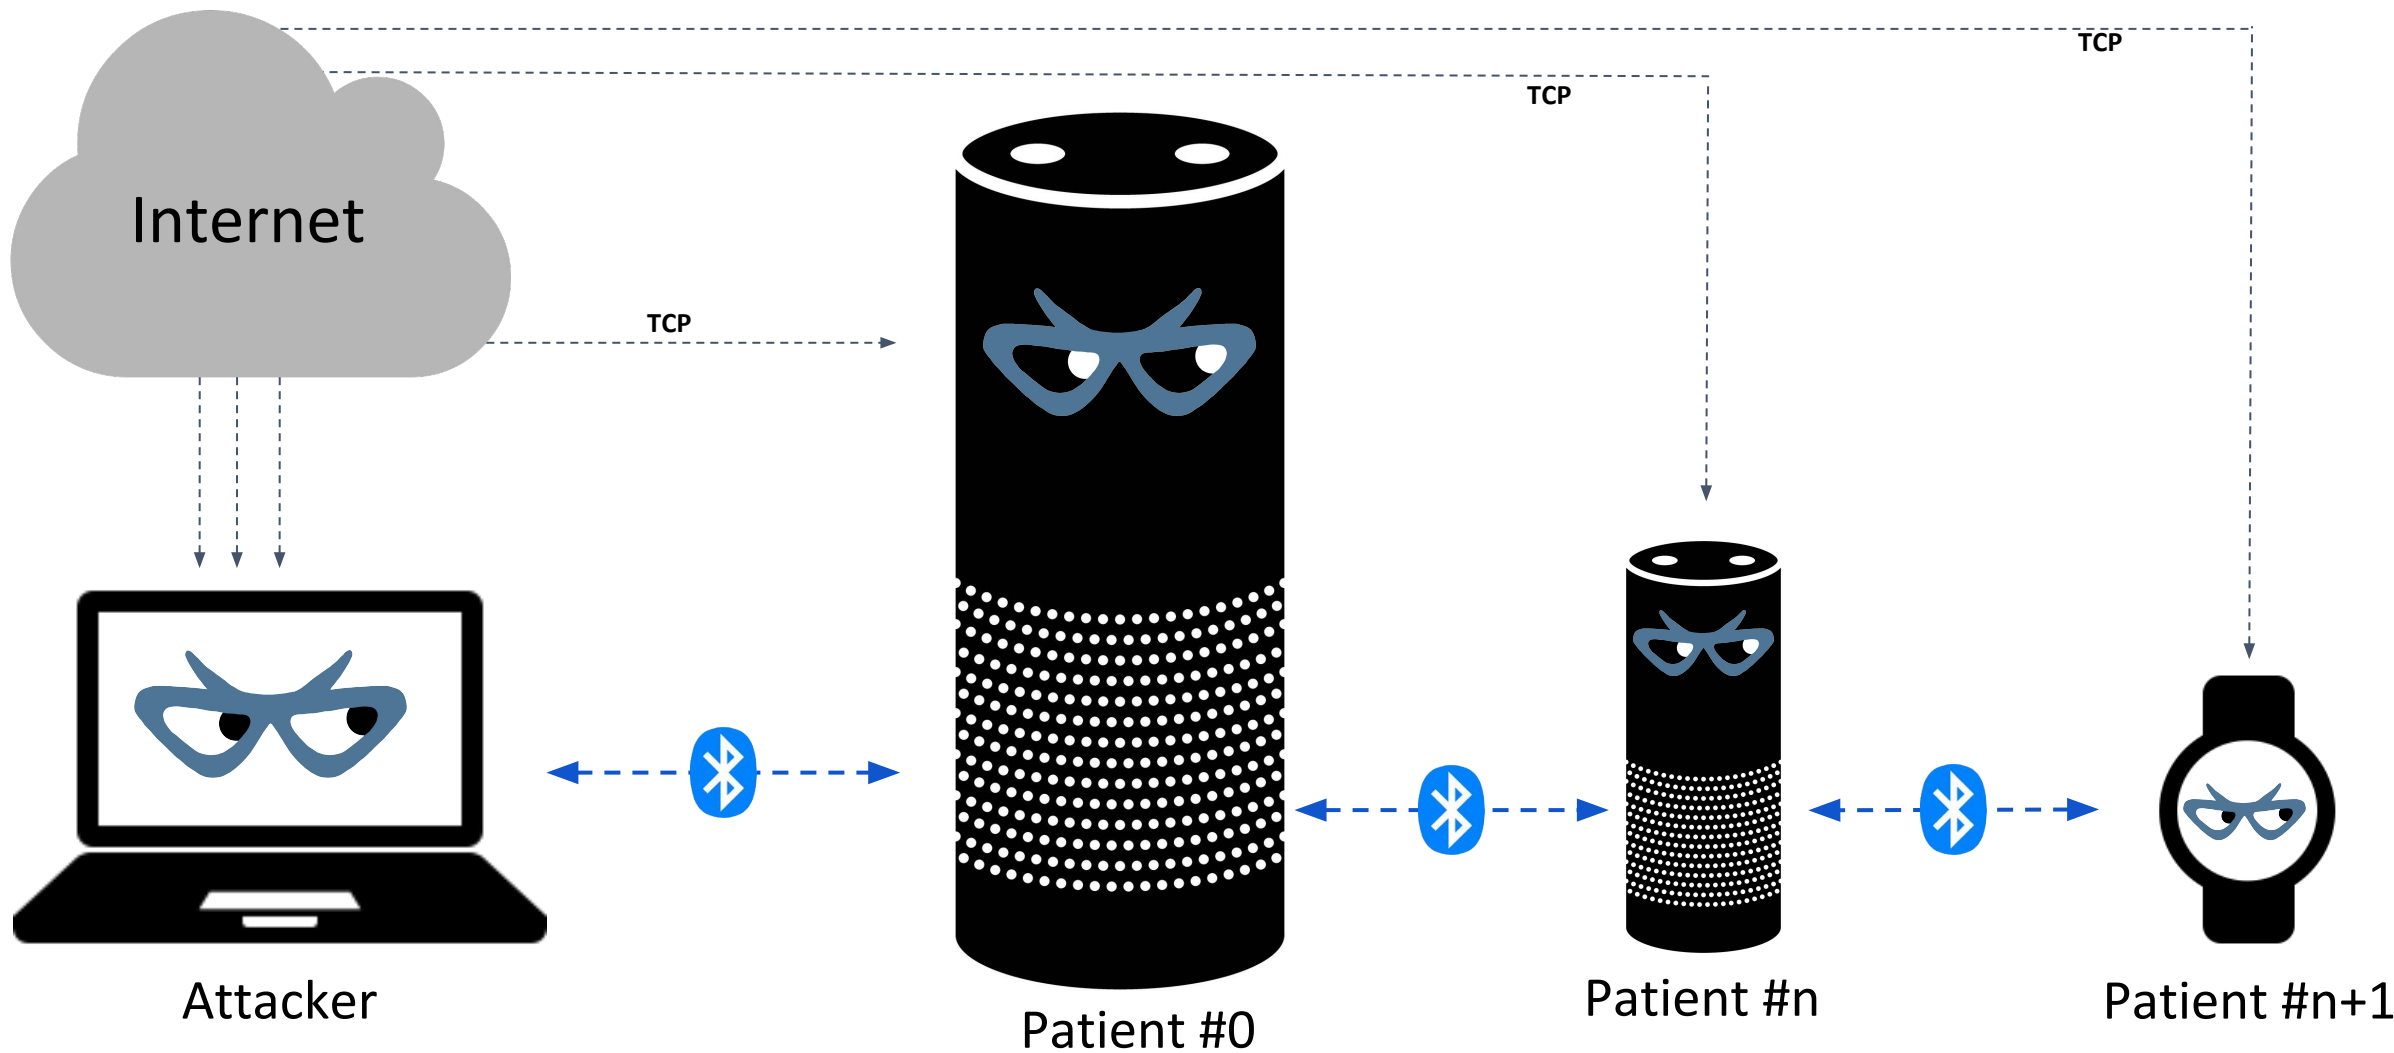 TCP
TCP
Internet
TCP
Attacker
Patient #0
Patient #n
Patient #n+1